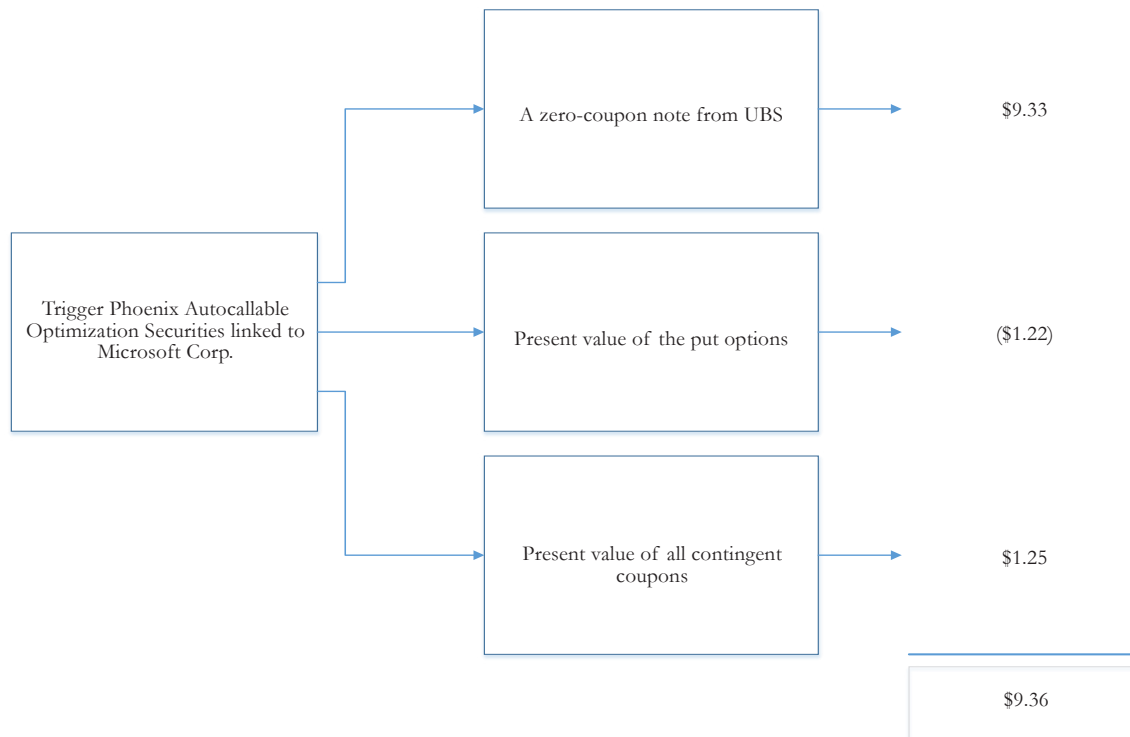 A zero-coupon note from UBS
$9.33
Trigger Phoenix Autocallable
Optimization Securities linked to
Microsoft Corp.
Present value of the put options
($1.22)
Present value of all contingent
coupons
$1.25
$9.36